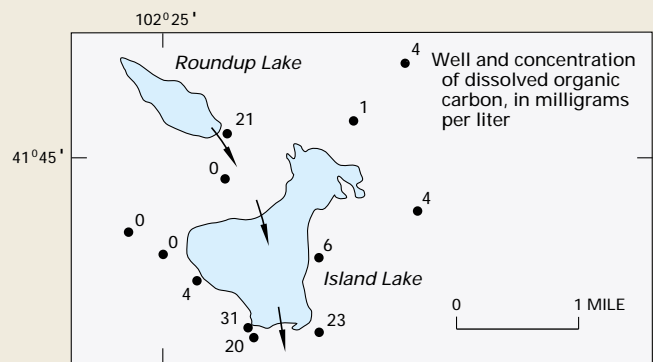 102°25'
Roundup Lake
4 Well and concentration
of dissolved organic
carbon, in milligrams
per liter
21
1
41°45'
0
4
0
0
6
4
Island Lake
0 1 MILE
31
23
20